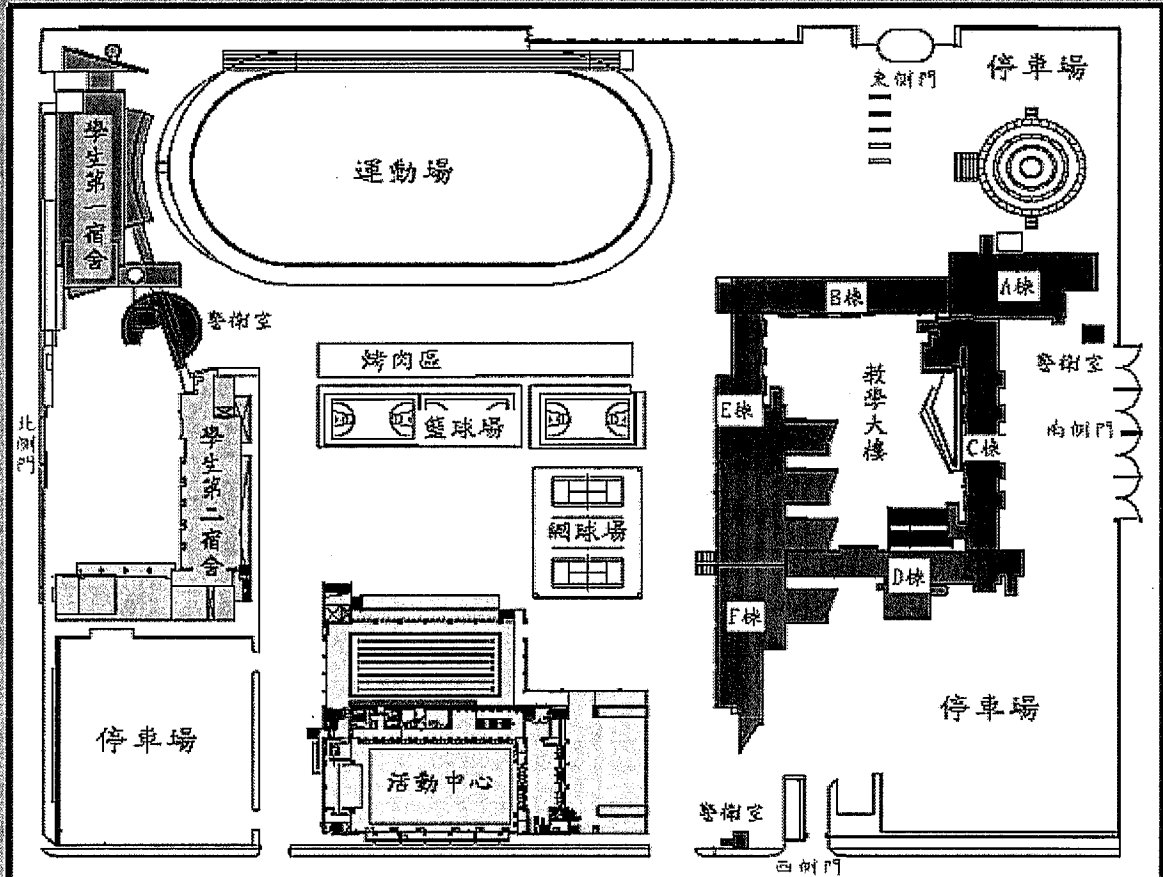 停車場
東側門
運動場
學生第一宿舍
A棟
B棟
警衛室
警衛室
烤肉區
教學大樓
E棟
籃球場
南側門
C棟
北側門
學生第二宿舍
網球場
D棟
F棟
停車場
停車場
活動中心
警衛室
西側門